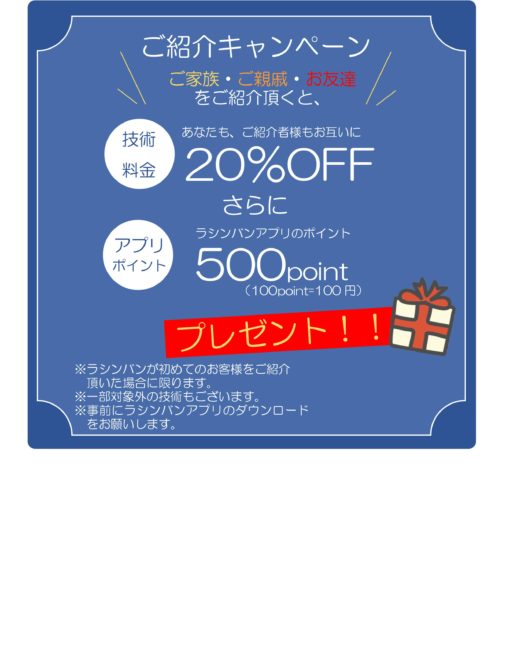 ご紹介キャンペーン
ご家族・ご親戚・お友達
をご紹介頂くと、
技術
料金
あなたも、ご紹介者様もお互いに
20%OFF
さらに
アプリ
ポイント
ラシンバンアプリのポイント
500point
（100point=100 円）
プレゼント！！
※ラシンバンが初めてのお客様をご紹介
頂いた場合に限ります。
※一部対象外の技術もございます。
※事前にラシンバンアプリのダウンロード
をお願いします。